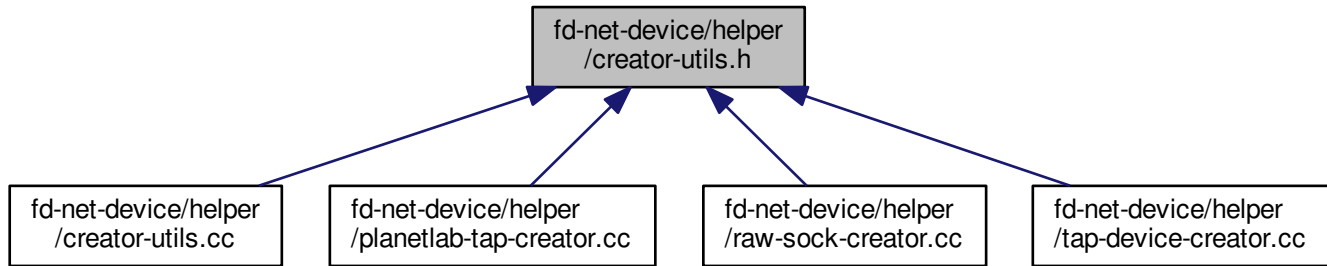 fd-net-device/helper
/creator-utils.h
fd-net-device/helper
/creator-utils.cc
fd-net-device/helper
/planetlab-tap-creator.cc
fd-net-device/helper
/raw-sock-creator.cc
fd-net-device/helper
/tap-device-creator.cc